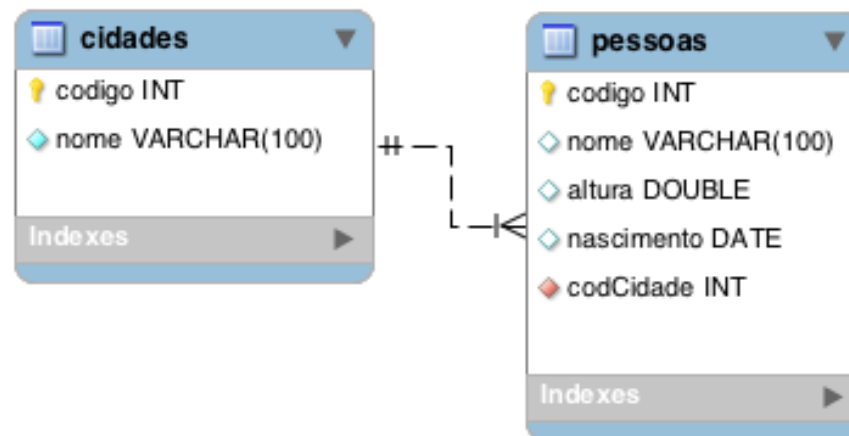 cidades
codigo INT
nome VARCHAR(100)
Indexes
pessoas
codigo INT
nome VARCHAR(100)
altura DOUBLE
nascimento DATE
codCidade INT
Indexes